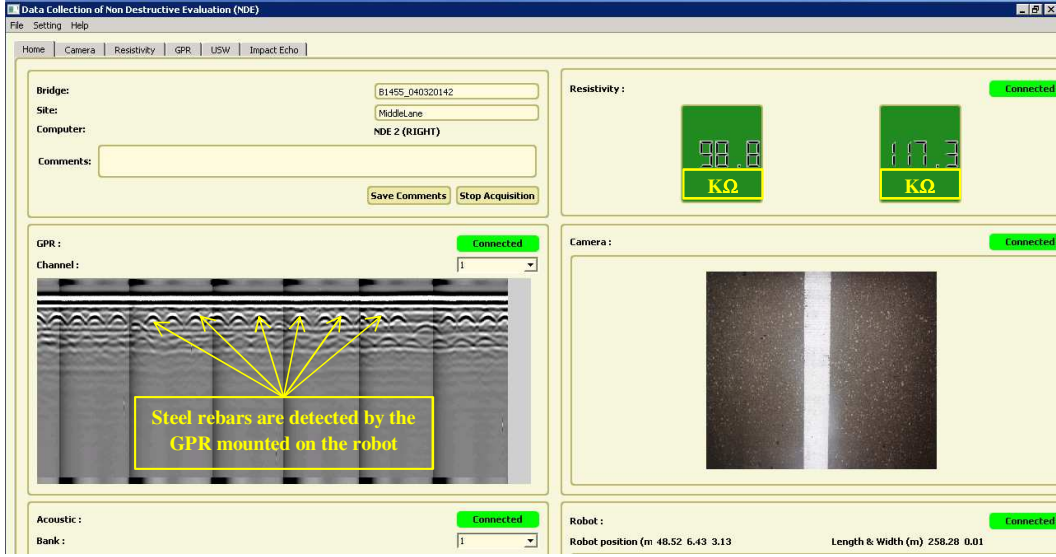 Data Collection of Non Destructive Evaluation (NDE)
File Setting Help
Home Camera Resistivity GPR USW Impact Echo
Bridge: B1455_040320142
Site: MiddleLane
Computer: NDE 2 (RIGHT)
Comments:
Save Comments Stop Acquisition
Resistivity : Connected
98.8 117.3
KΩ KΩ
GPR : Connected
Channel : 1
Steel rebars are detected by the
GPR mounted on the robot
Camera : Connected
Acoustic : Connected
Bank : 1
Robot : Connected
Robot position (m 48.52 6.43 3.13 Length & Width (m) 258.28 0.01